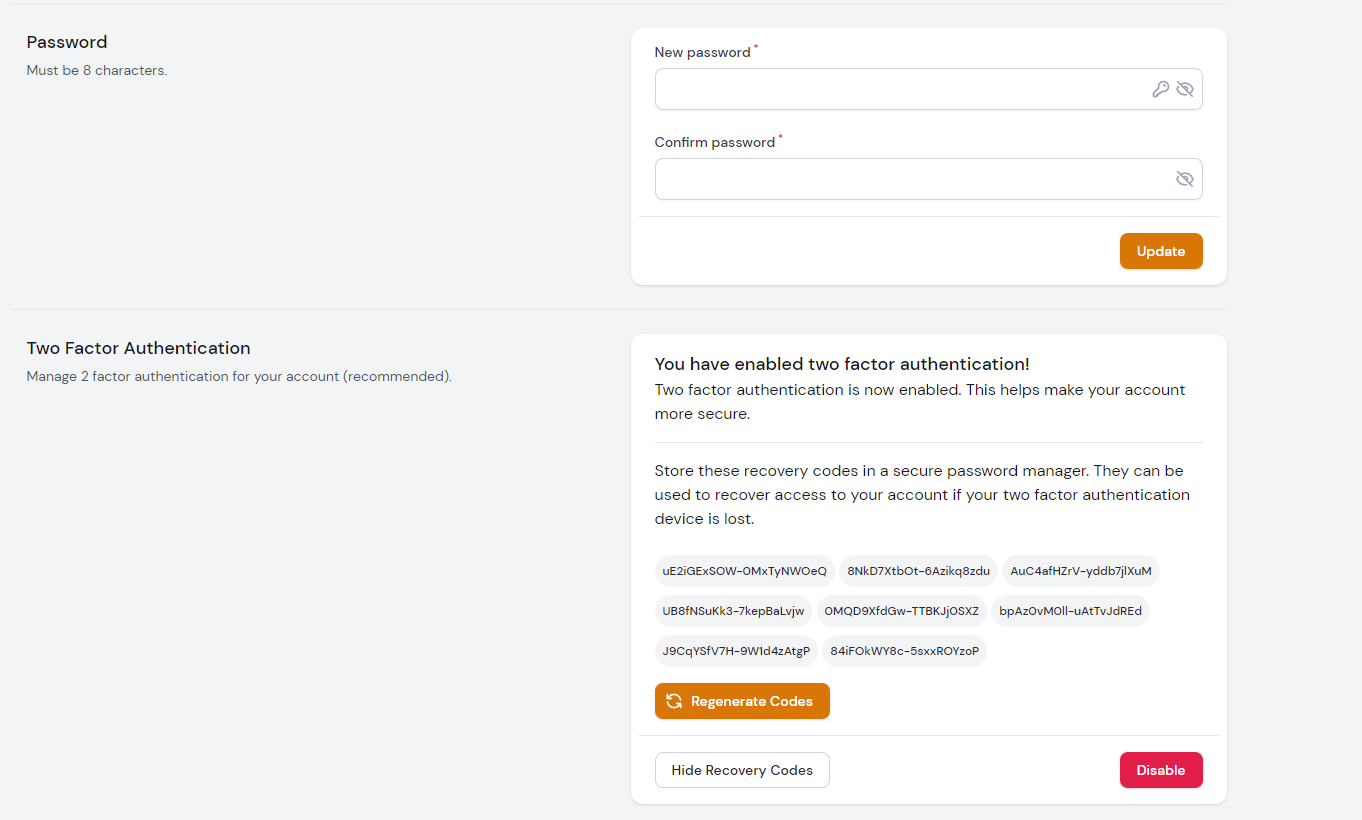 Password
Must be 8 characters.
New password *
Confirm password *
Update
Two Factor Authentication
Manage 2 factor authentication for your account (recommended).
You have enabled two factor authentication!
Two factor authentication is now enabled. This helps make your account
more secure.
Store these recovery codes in a secure password manager. They can be
used to recover access to your account if your two factor authentication
device is lost.
uE2iGExSOW-0MxTyNWOeQ 8NkD7XtbOt-6Azikq8zdu AuC4afHZrV-yddb7jlXuM
UB8fNSuKk3-7kepBaLvjw 0MQD9XfdGw-TTBKJj0SXZ bpAz0vM0ll-uAtTvJdREd
J9CqYSfV7H-9W1d4zAtgP 84iFOkWY8c-5sxxROYzoP
Regenerate Codes
Hide Recovery Codes
Disable